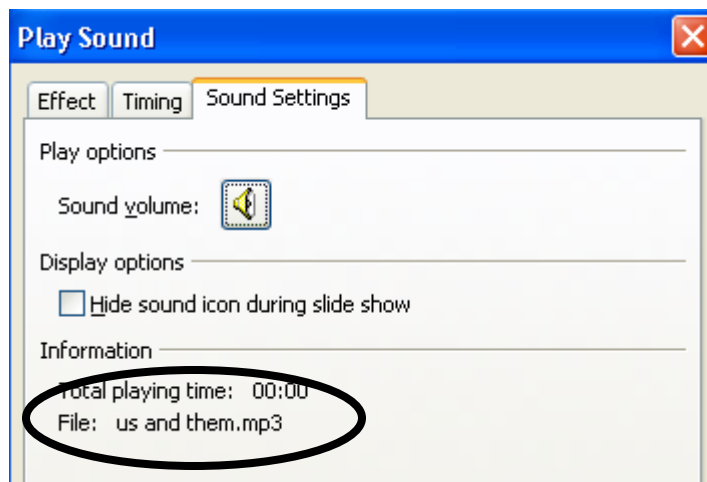 Play Sound
Effect Timing Sound Settings
Play options
Sound volume:
Display options
Hide sound icon during slide show
Information
Total playing time: 00:00
File: us and them.mp3